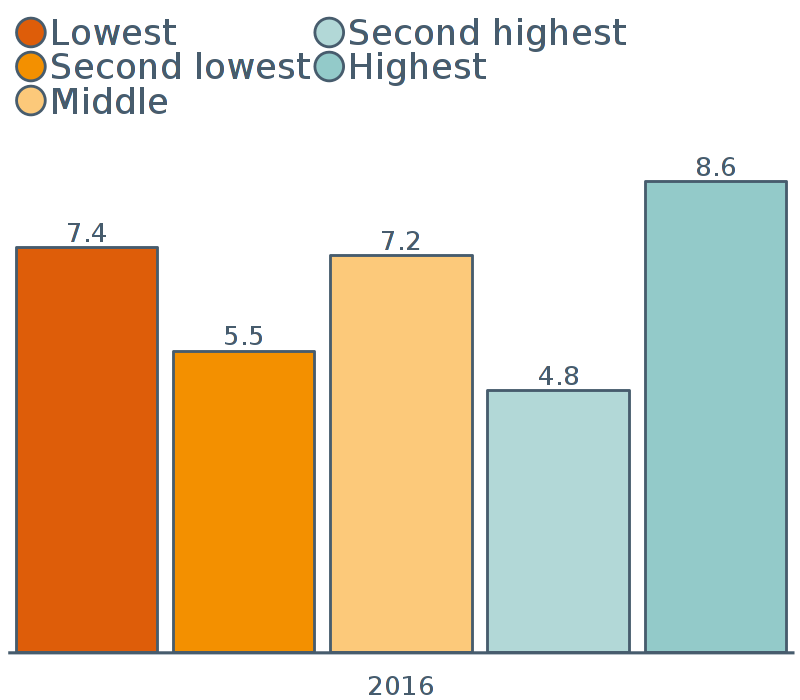 Lowest
Second lowest
Middle
Second highest
Highest
7.4
5.5
7.2
4.8
8.6
2016